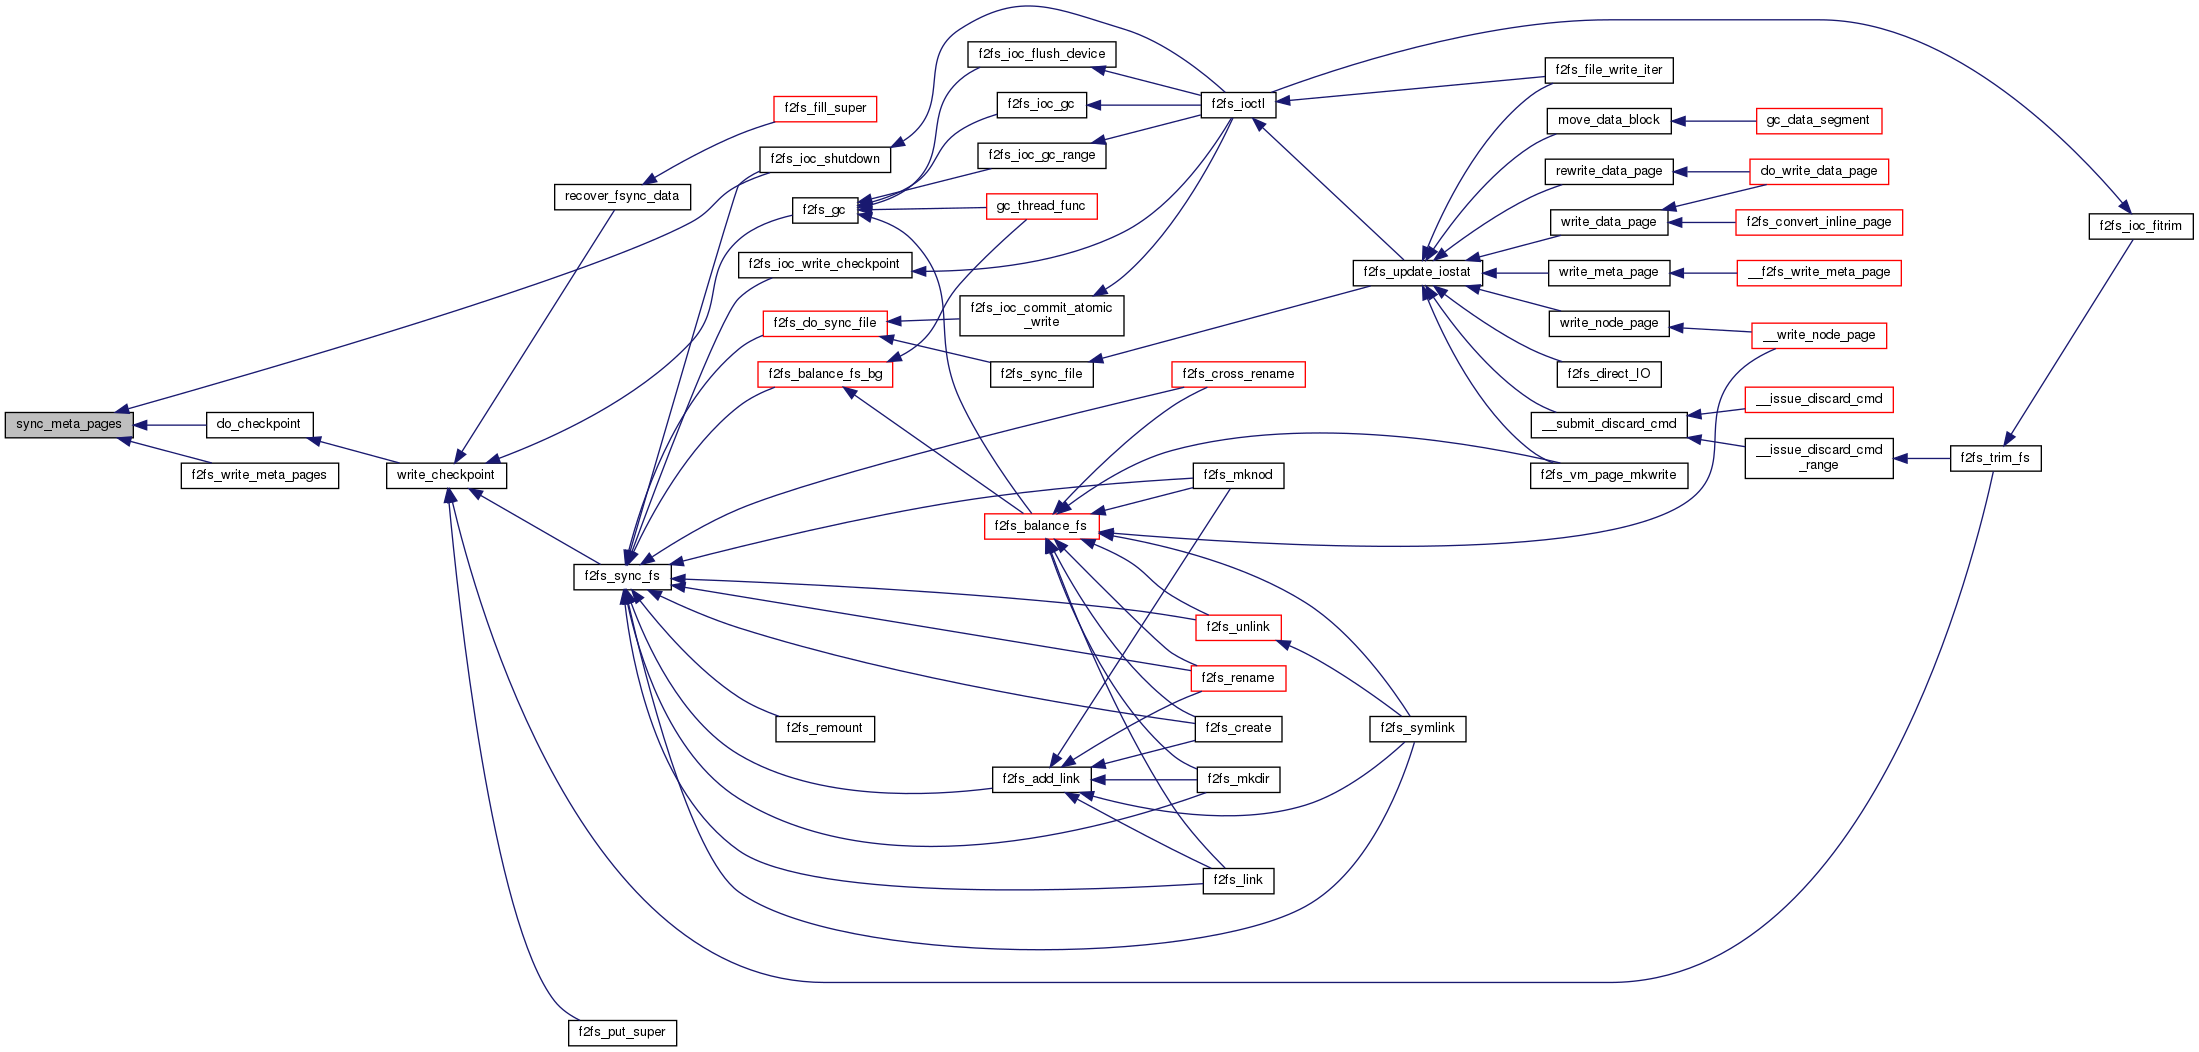 sync_meta_pages
do_checkpoint
f2fs_write_meta_pages
write_checkpoint
recover_fsync_data
f2fs_sync_fs
f2fs_put_super
f2fs_fill_super
f2fs_ioc_shutdown
f2fs_gc
f2fs_ioc_write_checkpoint
f2fs_do_sync_file
f2fs_balance_fs_bg
f2fs_remount
f2fs_ioc_flush_device
f2fs_ioc_gc
f2fs_ioc_gc_range
gc_thread_func
f2fs_ioc_commit_atomic
_write
f2fs_sync_file
f2fs_balance_fs
f2fs_add_link
f2fs_ioctl
f2fs_cross_rename
f2fs_mknod
f2fs_unlink
f2fs_rename
f2fs_create
f2fs_mkdir
f2fs_link
f2fs_update_iostat
f2fs_symlink
f2fs_file_write_iter
move_data_block
rewrite_data_page
write_data_page
write_meta_page
write_node_page
f2fs_direct_IO
__submit_discard_cmd
f2fs_vm_page_mkwrite
gc_data_segment
do_write_data_page
f2fs_convert_inline_page
__f2fs_write_meta_page
__write_node_page
__issue_discard_cmd
__issue_discard_cmd
_range
f2fs_trim_fs
f2fs_ioc_fitrim